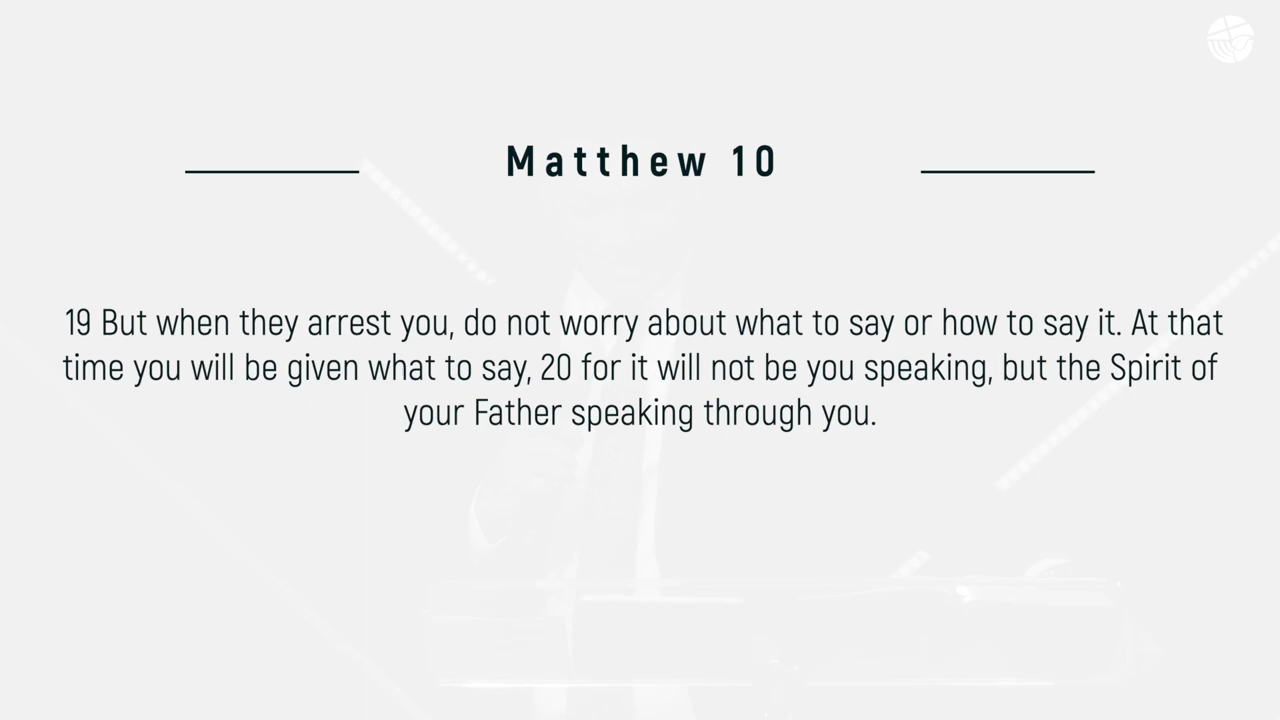 Matthew 10
19 But when they arrest you, do not worry about what to say or how to say it. At that
time you will be given what to say, 20 for it will not be you speaking, but the Spirit of
your Father speaking through you.